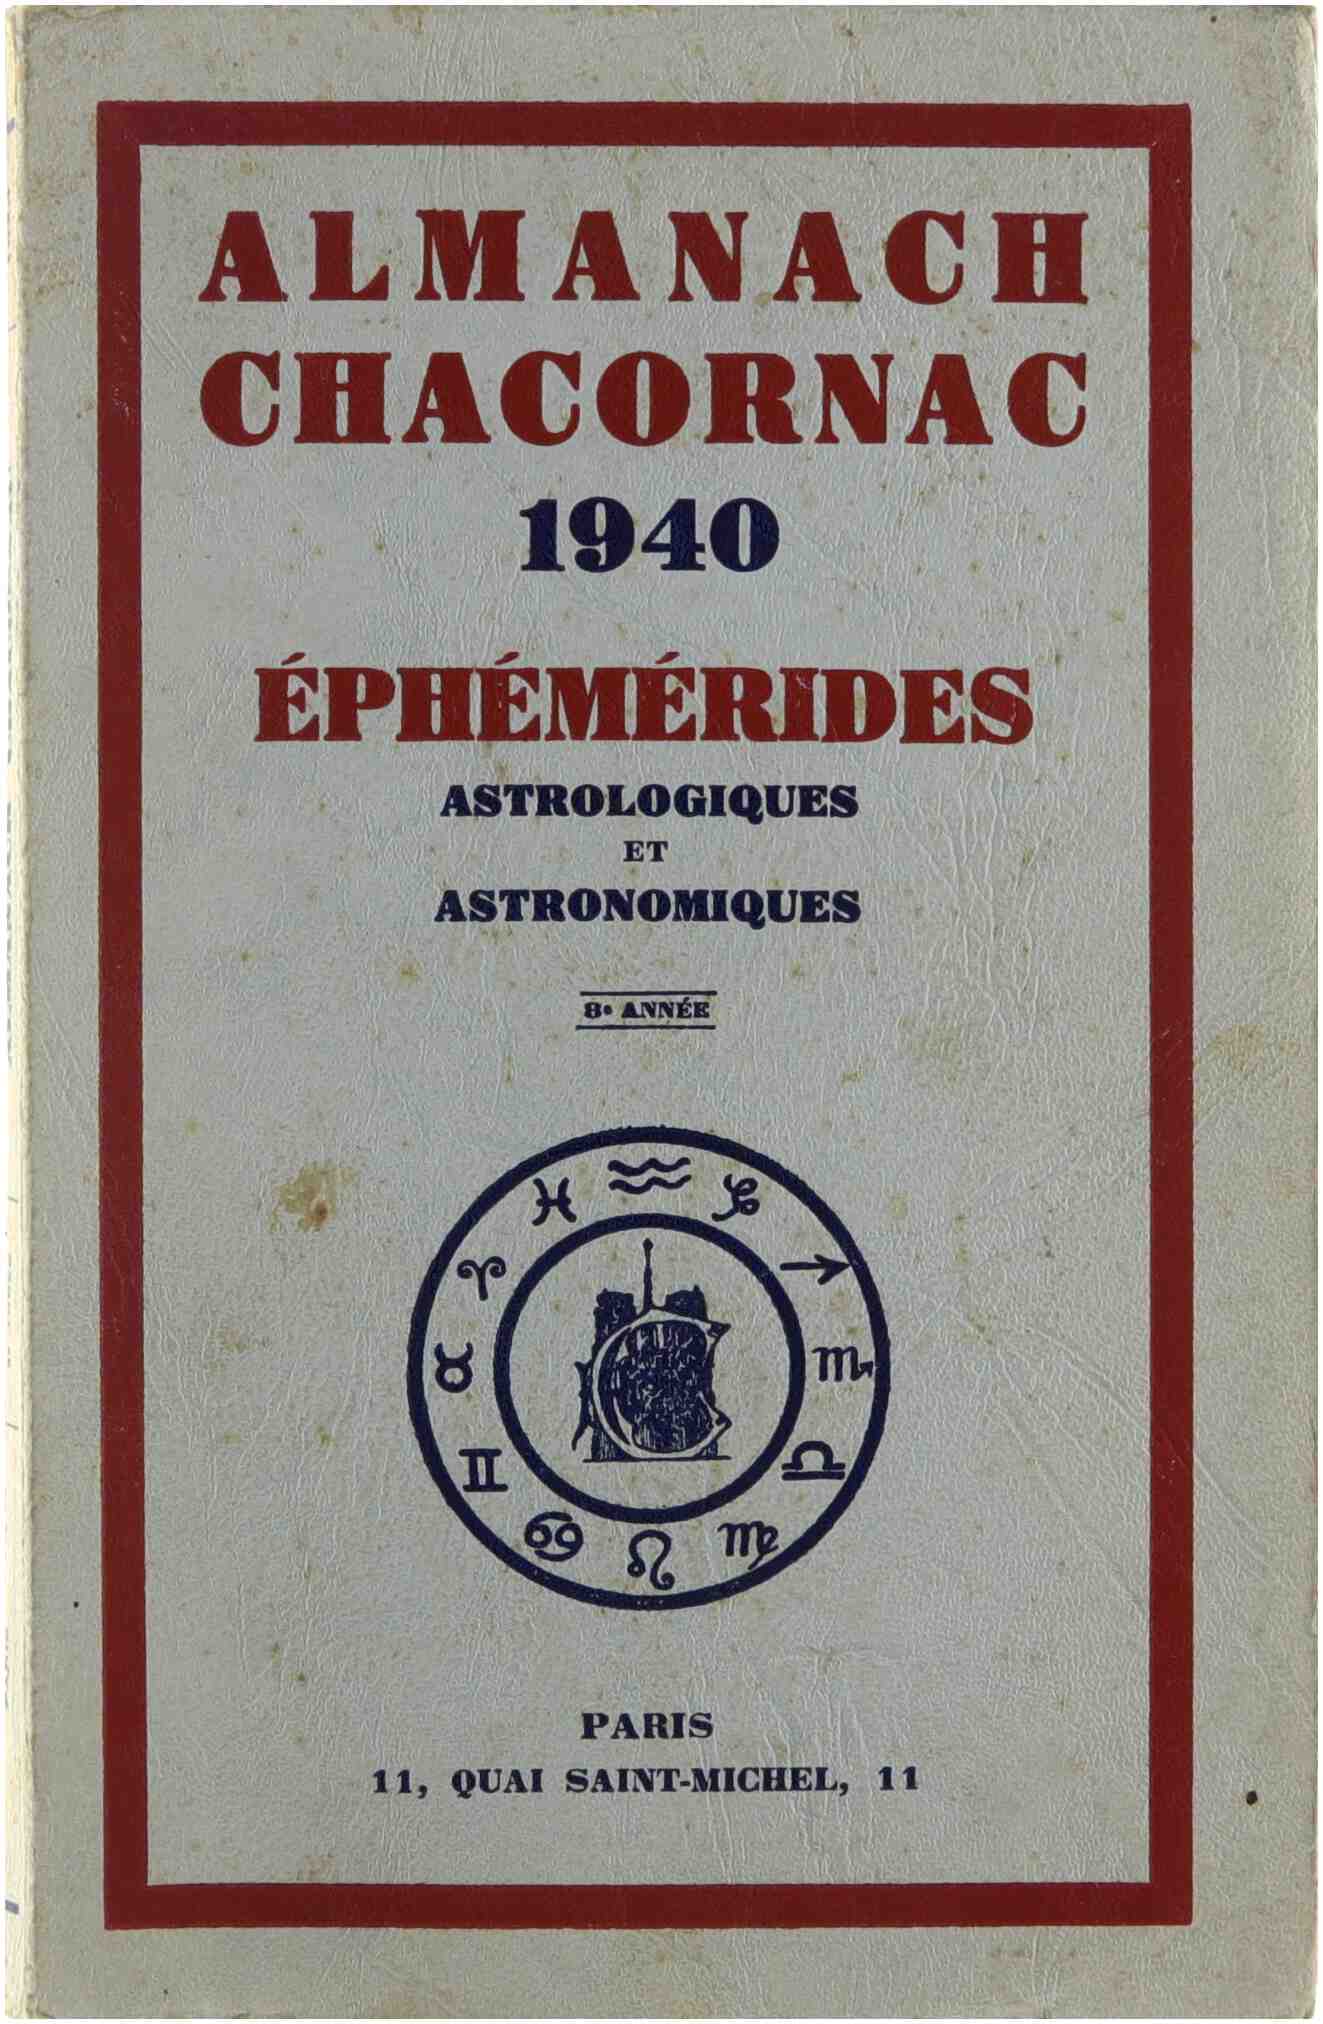 ALMANACH
CHACORNAC
1940
ÉPHÉMÉRIDES
ASTROLOGIQUES
ET
ASTRONOMIQUES
8e ANNÉE
PARIS
11, QUAI SAINT-MICHEL, 11